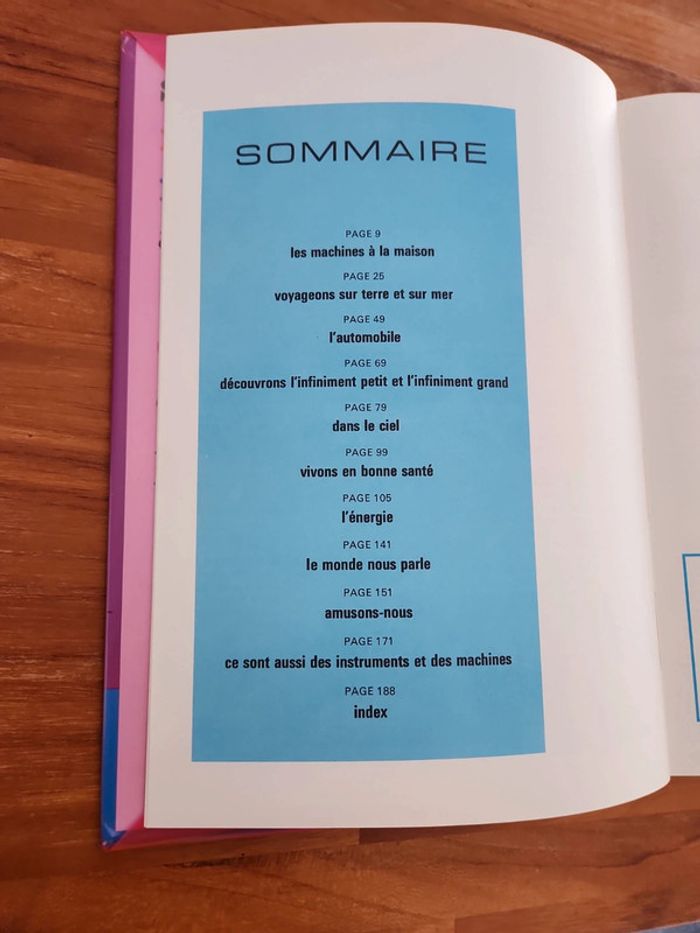 SOMMAIRE
PAGE 9
les machines à la maison
PAGE 25
voyageons sur terre et sur mer
PAGE 49
l'automobile
PAGE 69
découvrons l'infiniment petit et l'infiniment grand
PAGE 79
dans le ciel
PAGE 99
vivons en bonne santé
PAGE 105
l'énergie
PAGE 141
le monde nous parle
PAGE 151
amusons-nous
PAGE 171
ce sont aussi des instruments et des machines
PAGE 188
index